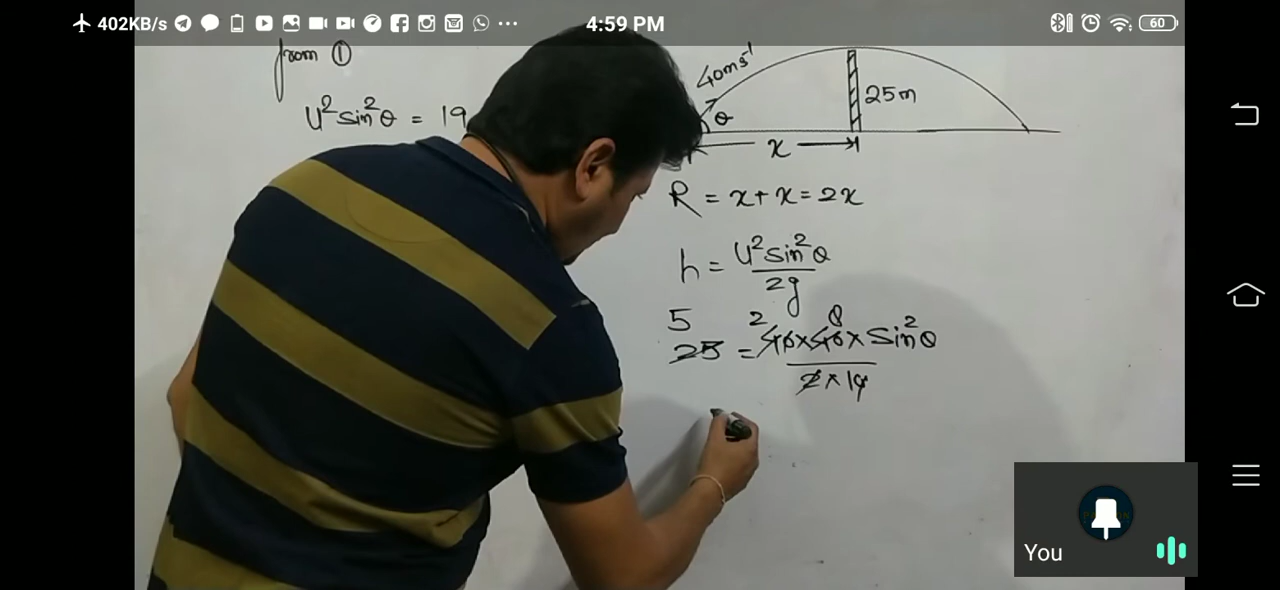 402KB/s 4:59 PM 60
from ①
U²sin²θ = 19
40ms⁻¹
θ
25m
x
R = x + x = 2x
h = U²sin²θ
2g
5 2 8
25 = 40×40×sin²θ
2×10
You